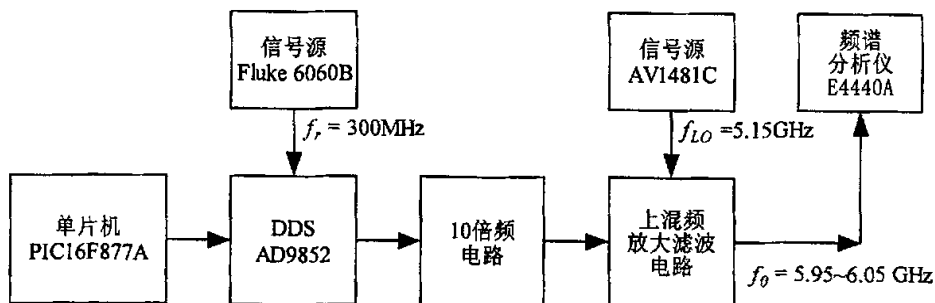 信号源
Fluke 6060B
信号源
AV1481C
频谱
分析仪
E4440A
f_r = 300MHz
f_LO =5.15GHz
单片机
PIC16F877A
DDS
AD9852
10倍频
电路
上混频
放大滤波
电路
f_0 = 5.95~6.05 GHz